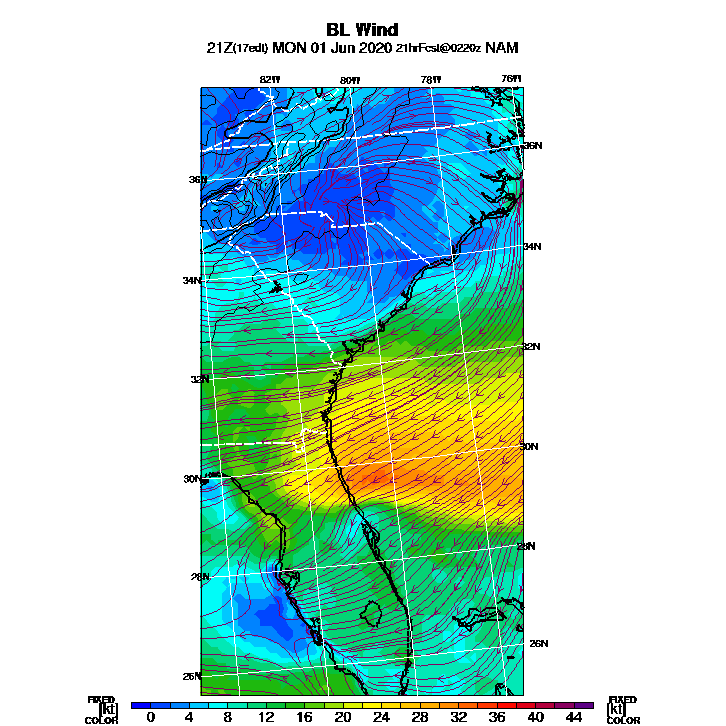 BL Wind
21Z(17edt) MON 01 Jun 2020 21hrFcst@0220z NAM
82W 80W 78W 76W
36N
36N
34N
34N
32N
32N
30N
30N
28N
28N
26N
26N
FIXED FIXED
[kt] 0 4 8 12 16 20 24 28 32 36 40 44 [kt]
COLOR COLOR